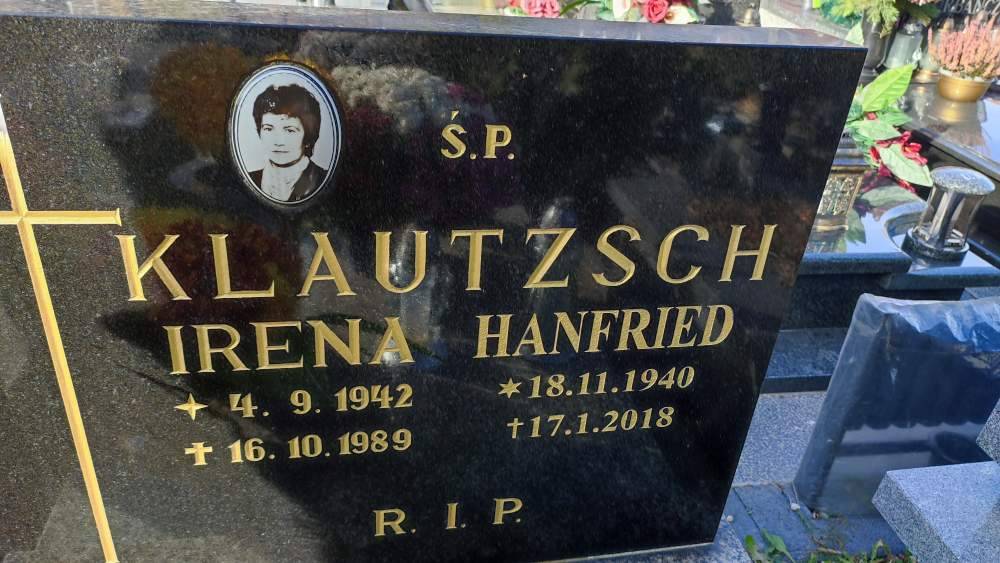 Ś.P.
KLAUTZSCH
IRENA HANFRIED
4. 9. 1942 18.11.1940
16.10.1989 17.1.2018
R. I. P.